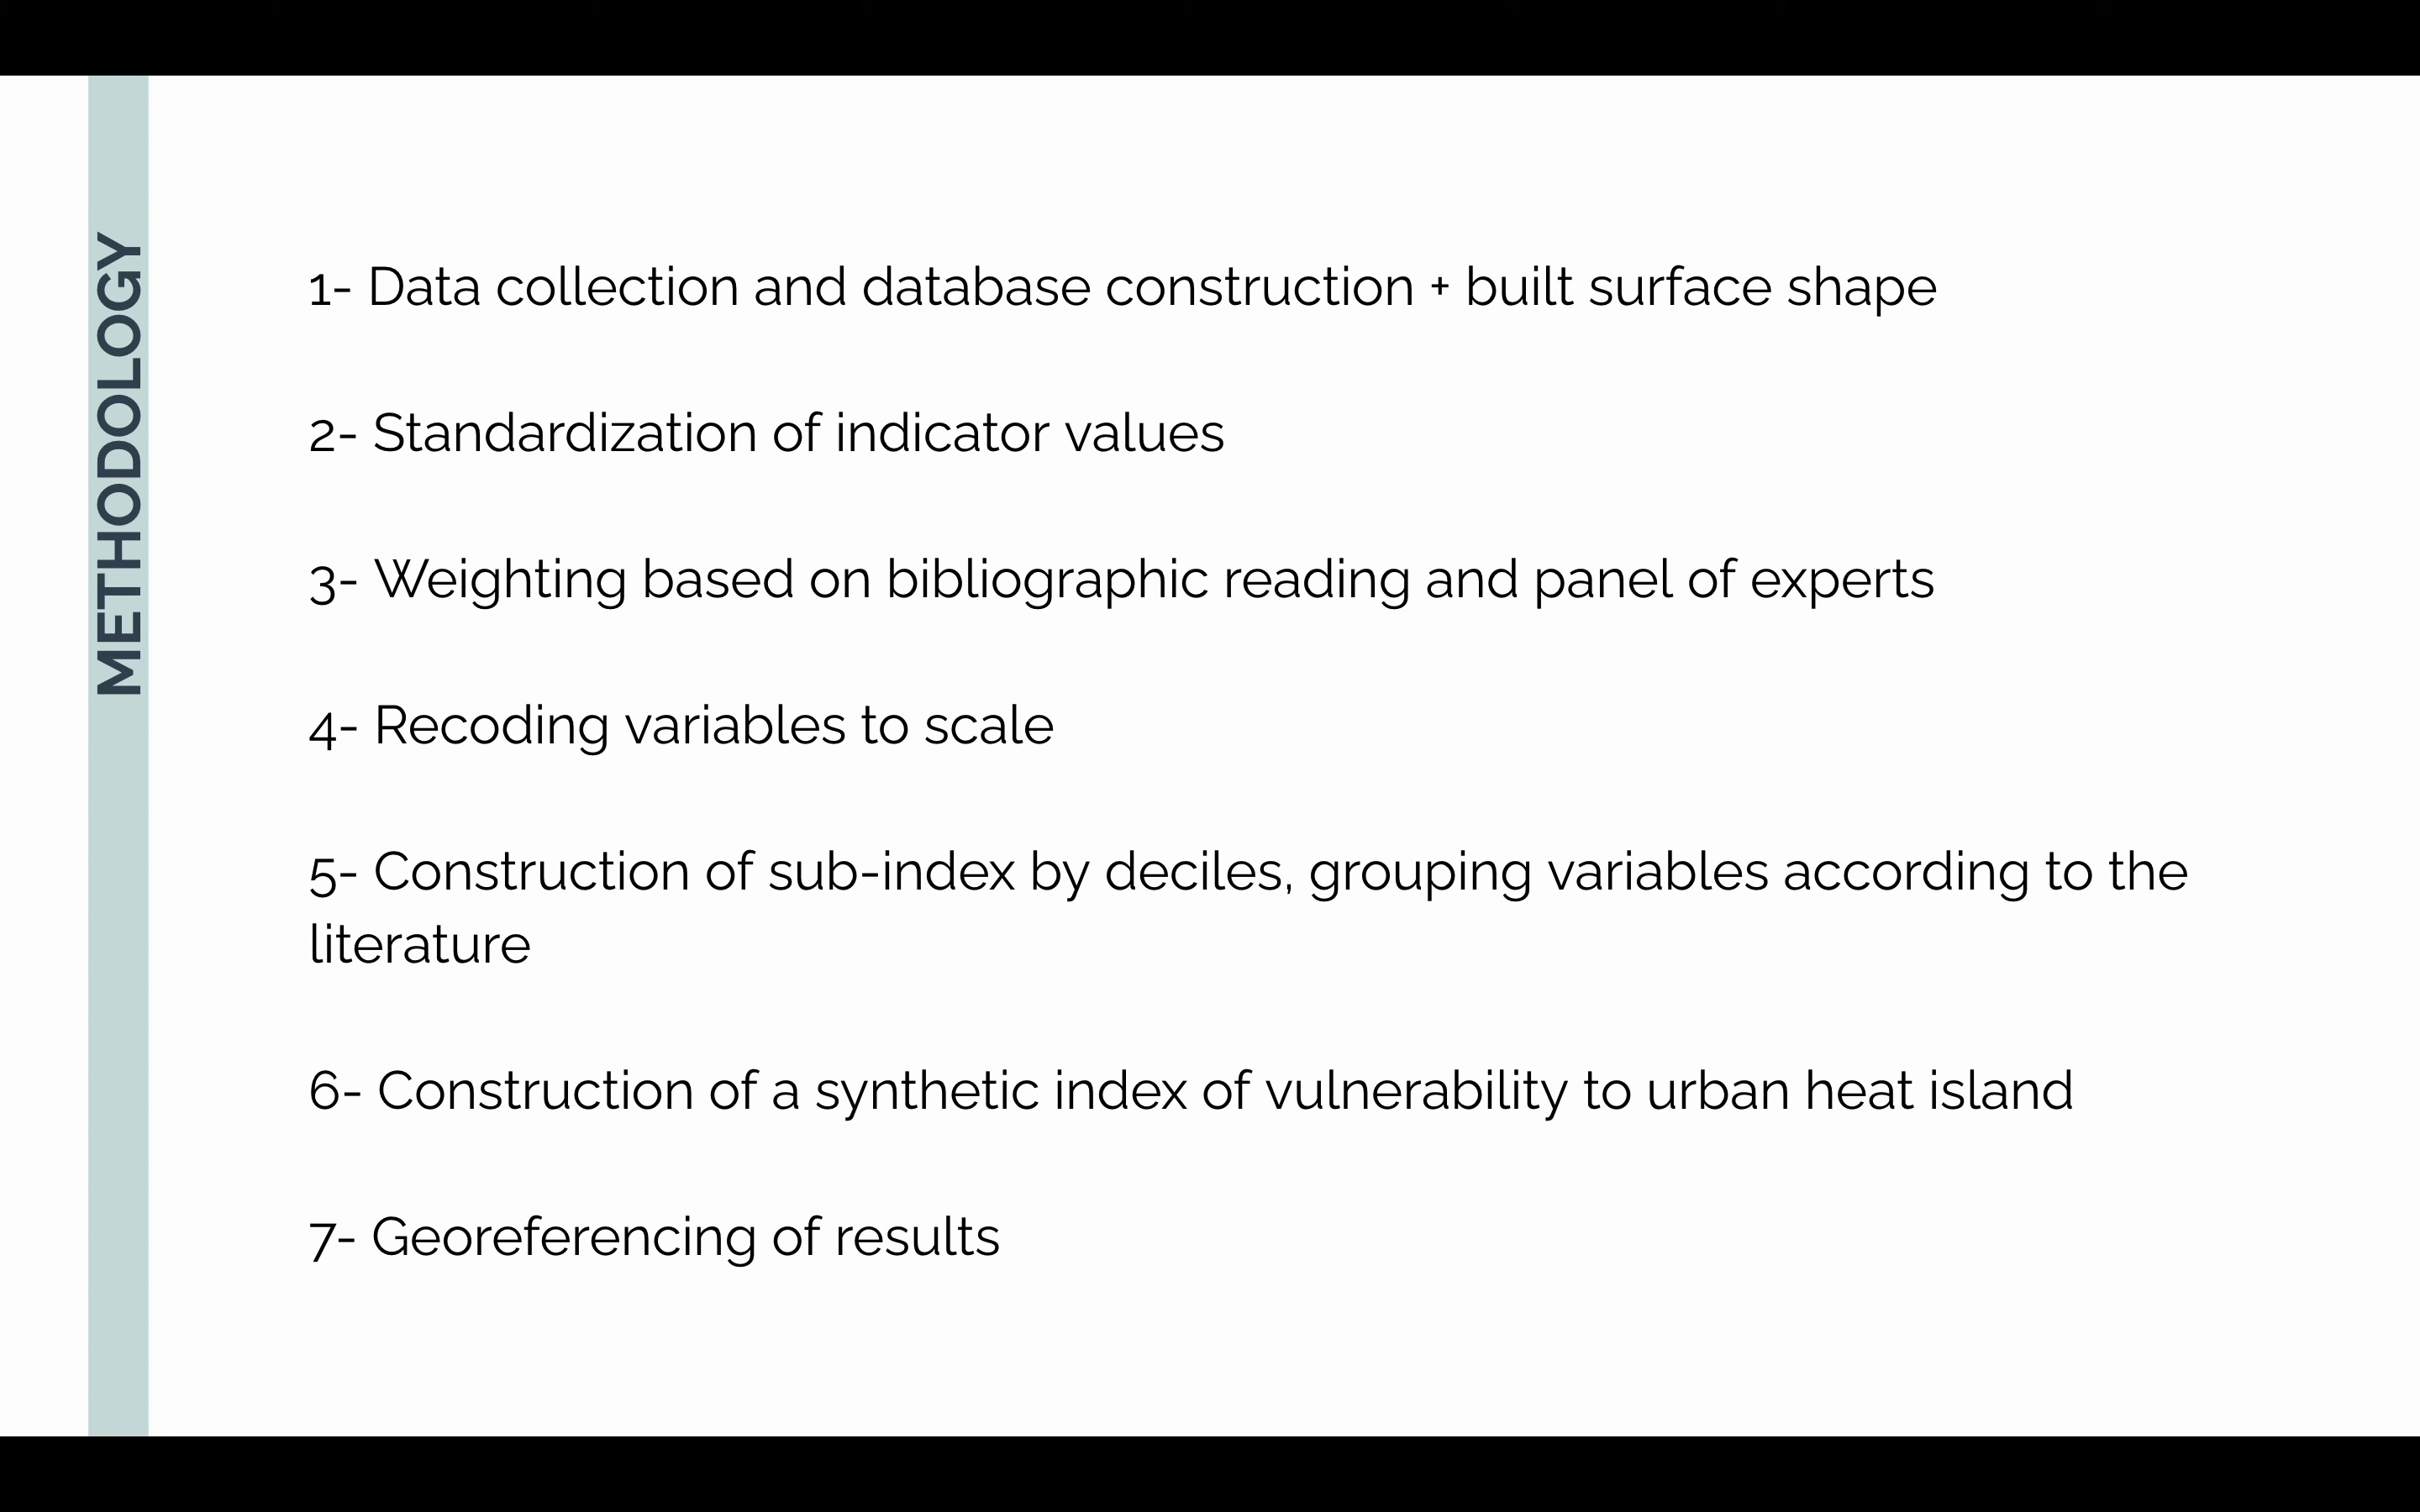 METHODOLOGY
1- Data collection and database construction + built surface shape
2- Standardization of indicator values
3- Weighting based on bibliographic reading and panel of experts
4- Recoding variables to scale
5- Construction of sub-index by deciles, grouping variables according to the
literature
6- Construction of a synthetic index of vulnerability to urban heat island
7- Georeferencing of results